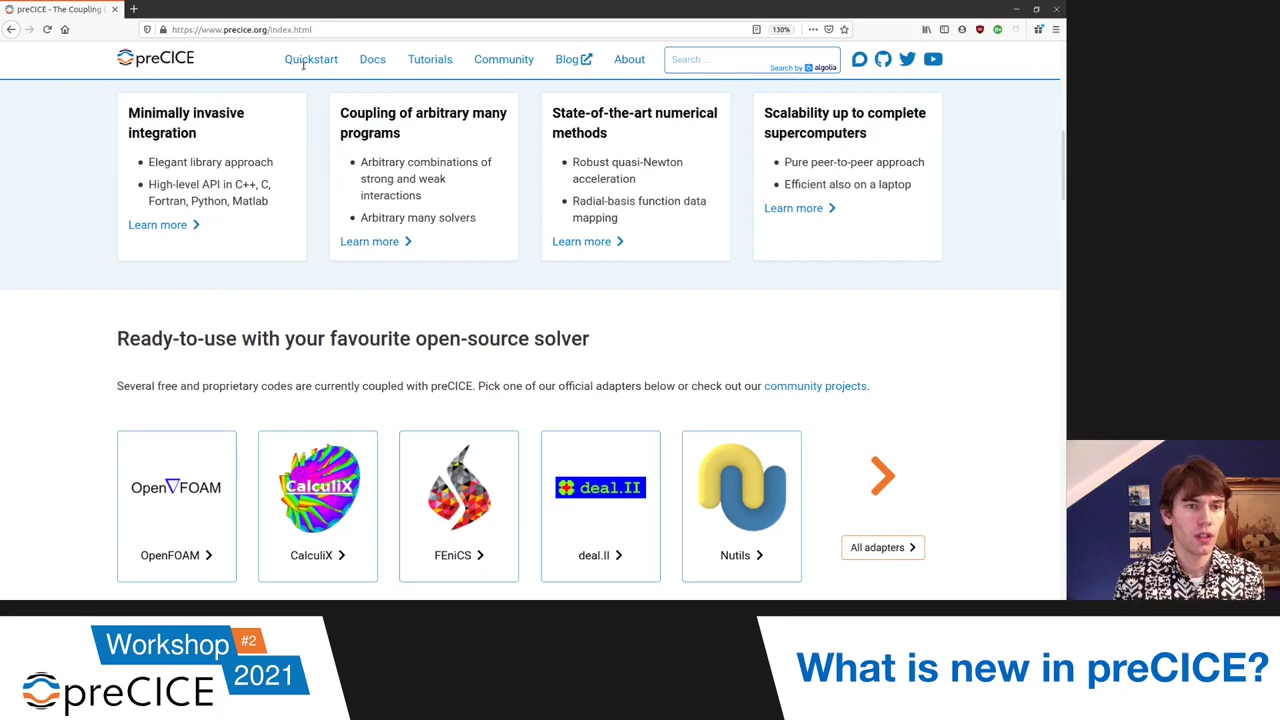 preCICE - The Coupling L
https://www.precice.org/index.html
130%
preCICE
Quickstart
Docs
Tutorials
Community
Blog
About
Search ...
Search by algolia
Minimally invasive
integration
Elegant library approach
High-level API in C++, C,
Fortran, Python, Matlab
Learn more
Coupling of arbitrary many
programs
Arbitrary combinations of
strong and weak
interactions
Arbitrary many solvers
Learn more
State-of-the-art numerical
methods
Robust quasi-Newton
acceleration
Radial-basis function data
mapping
Learn more
Scalability up to complete
supercomputers
Pure peer-to-peer approach
Efficient also on a laptop
Learn more
Ready-to-use with your favourite open-source solver
Several free and proprietary codes are currently coupled with preCICE. Pick one of our official adapters below or check out our community projects.
Open∇FOAM
OpenFOAM
CalculiX
CalculiX
FEniCS
deal.II
deal.II
Nutils
All adapters
Workshop #2
2021
preCICE
What is new in preCICE?